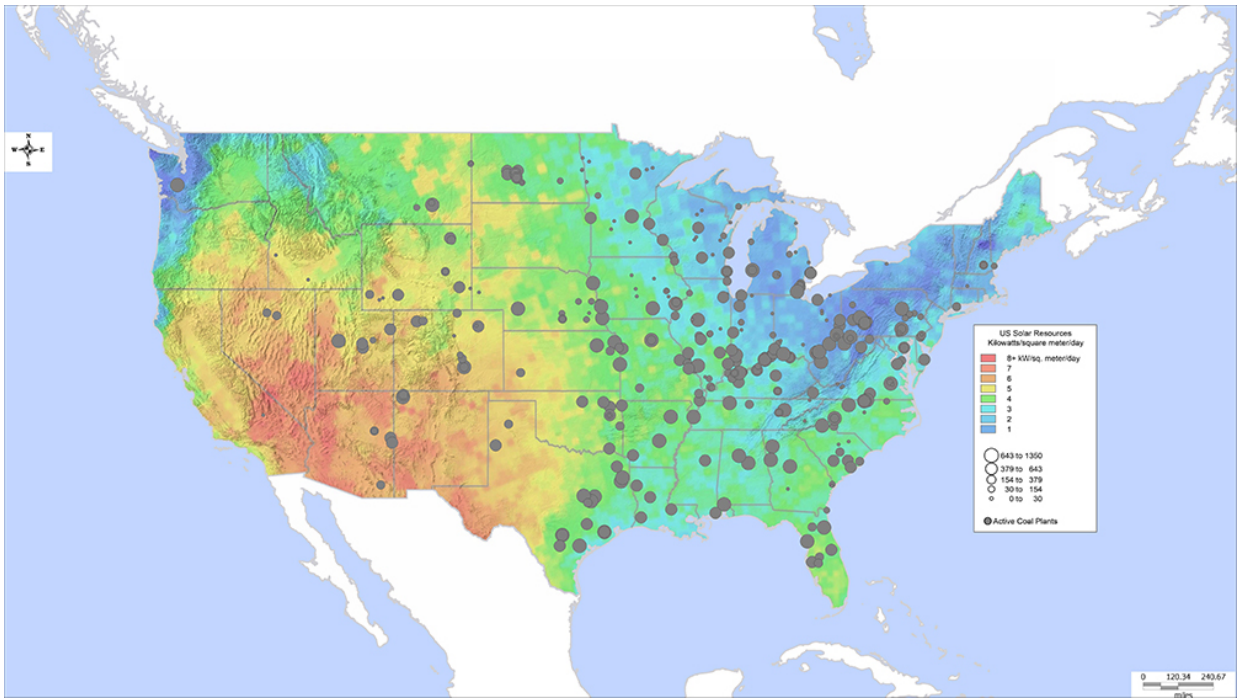 N
W E
S
US Solar Resources
Kilowatts/square meter/day
8+ kW/sq. meter/day
7
6
5
4
3
2
1
643 to 1350
379 to 643
154 to 379
30 to 154
0 to 30
Active Coal Plants
0 120.34 240.67